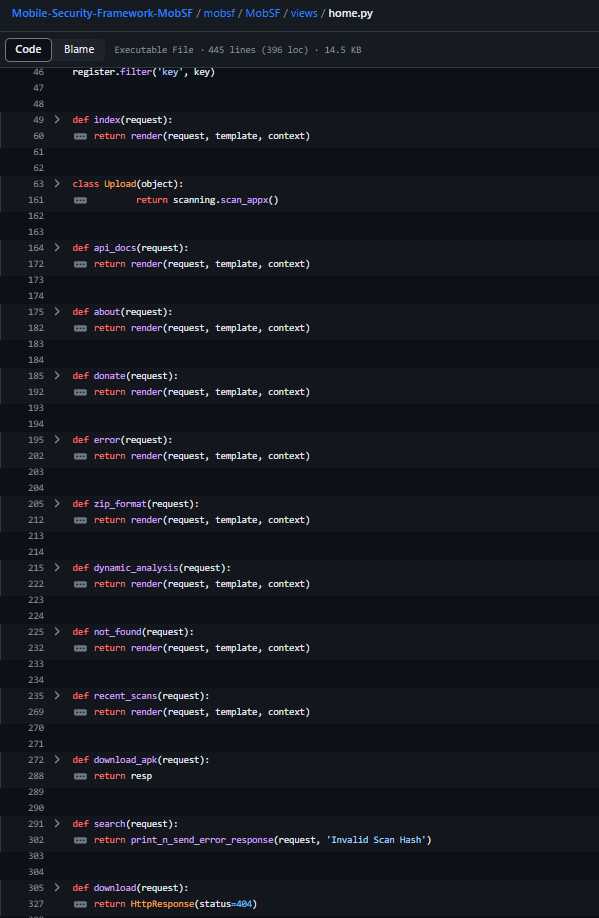 Mobile-Security-Framework-MobSF / mobsf / MobSF / views / home.py
Code Blame Executable File · 445 lines (396 loc) · 14.5 KB
46 register.filter('key', key)
47
48
49 def index(request):
60 return render(request, template, context)
61
62
63 class Upload(object):
161 return scanning.scan_appx()
162
163
164 def api_docs(request):
172 return render(request, template, context)
173
174
175 def about(request):
182 return render(request, template, context)
183
184
185 def donate(request):
192 return render(request, template, context)
193
194
195 def error(request):
202 return render(request, template, context)
203
204
205 def zip_format(request):
212 return render(request, template, context)
213
214
215 def dynamic_analysis(request):
222 return render(request, template, context)
223
224
225 def not_found(request):
232 return render(request, template, context)
233
234
235 def recent_scans(request):
269 return render(request, template, context)
270
271
272 def download_apk(request):
288 return resp
289
290
291 def search(request):
302 return print_n_send_error_response(request, 'Invalid Scan Hash')
303
304
305 def download(request):
327 return HttpResponse(status=404)